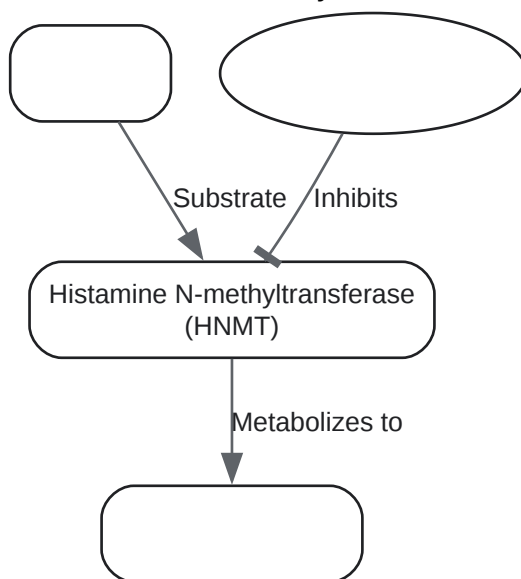 Substrate
Inhibits
Histamine N-methyltransferase
(HNMT)
Metabolizes to